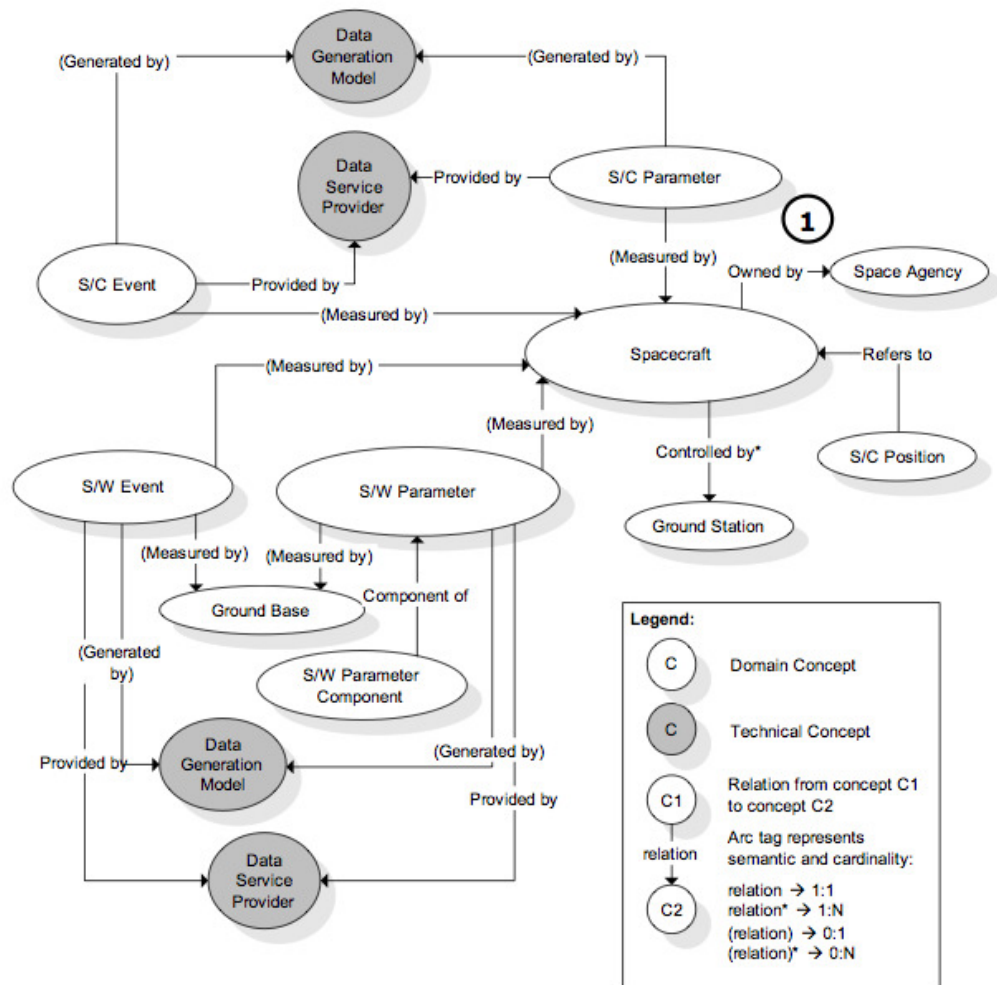 Data
Generation
Model
(Generated by)
(Generated by)
Data
Service
Provider
Provided by
S/C Parameter
1
(Measured by)
S/C Event
Provided by
Owned by
Space Agency
(Measured by)
Spacecraft
Refers to
(Measured by)
(Measured by)
Controlled by*
S/C Position
S/W Event
S/W Parameter
Ground Station
(Measured by)
(Measured by)
Ground Base
Component of
(Generated
by)
S/W Parameter
Component
Data
Generation
Model
Provided by
(Generated by)
Provided by
Data
Service
Provider
Legend:
C
Domain Concept
C
Technical Concept
C1
Relation from concept C1
to concept C2
relation
Arc tag represents
semantic and cardinality:
C2
relation → 1:1
relation* → 1:N
(relation) → 0:1
(relation)* → 0:N